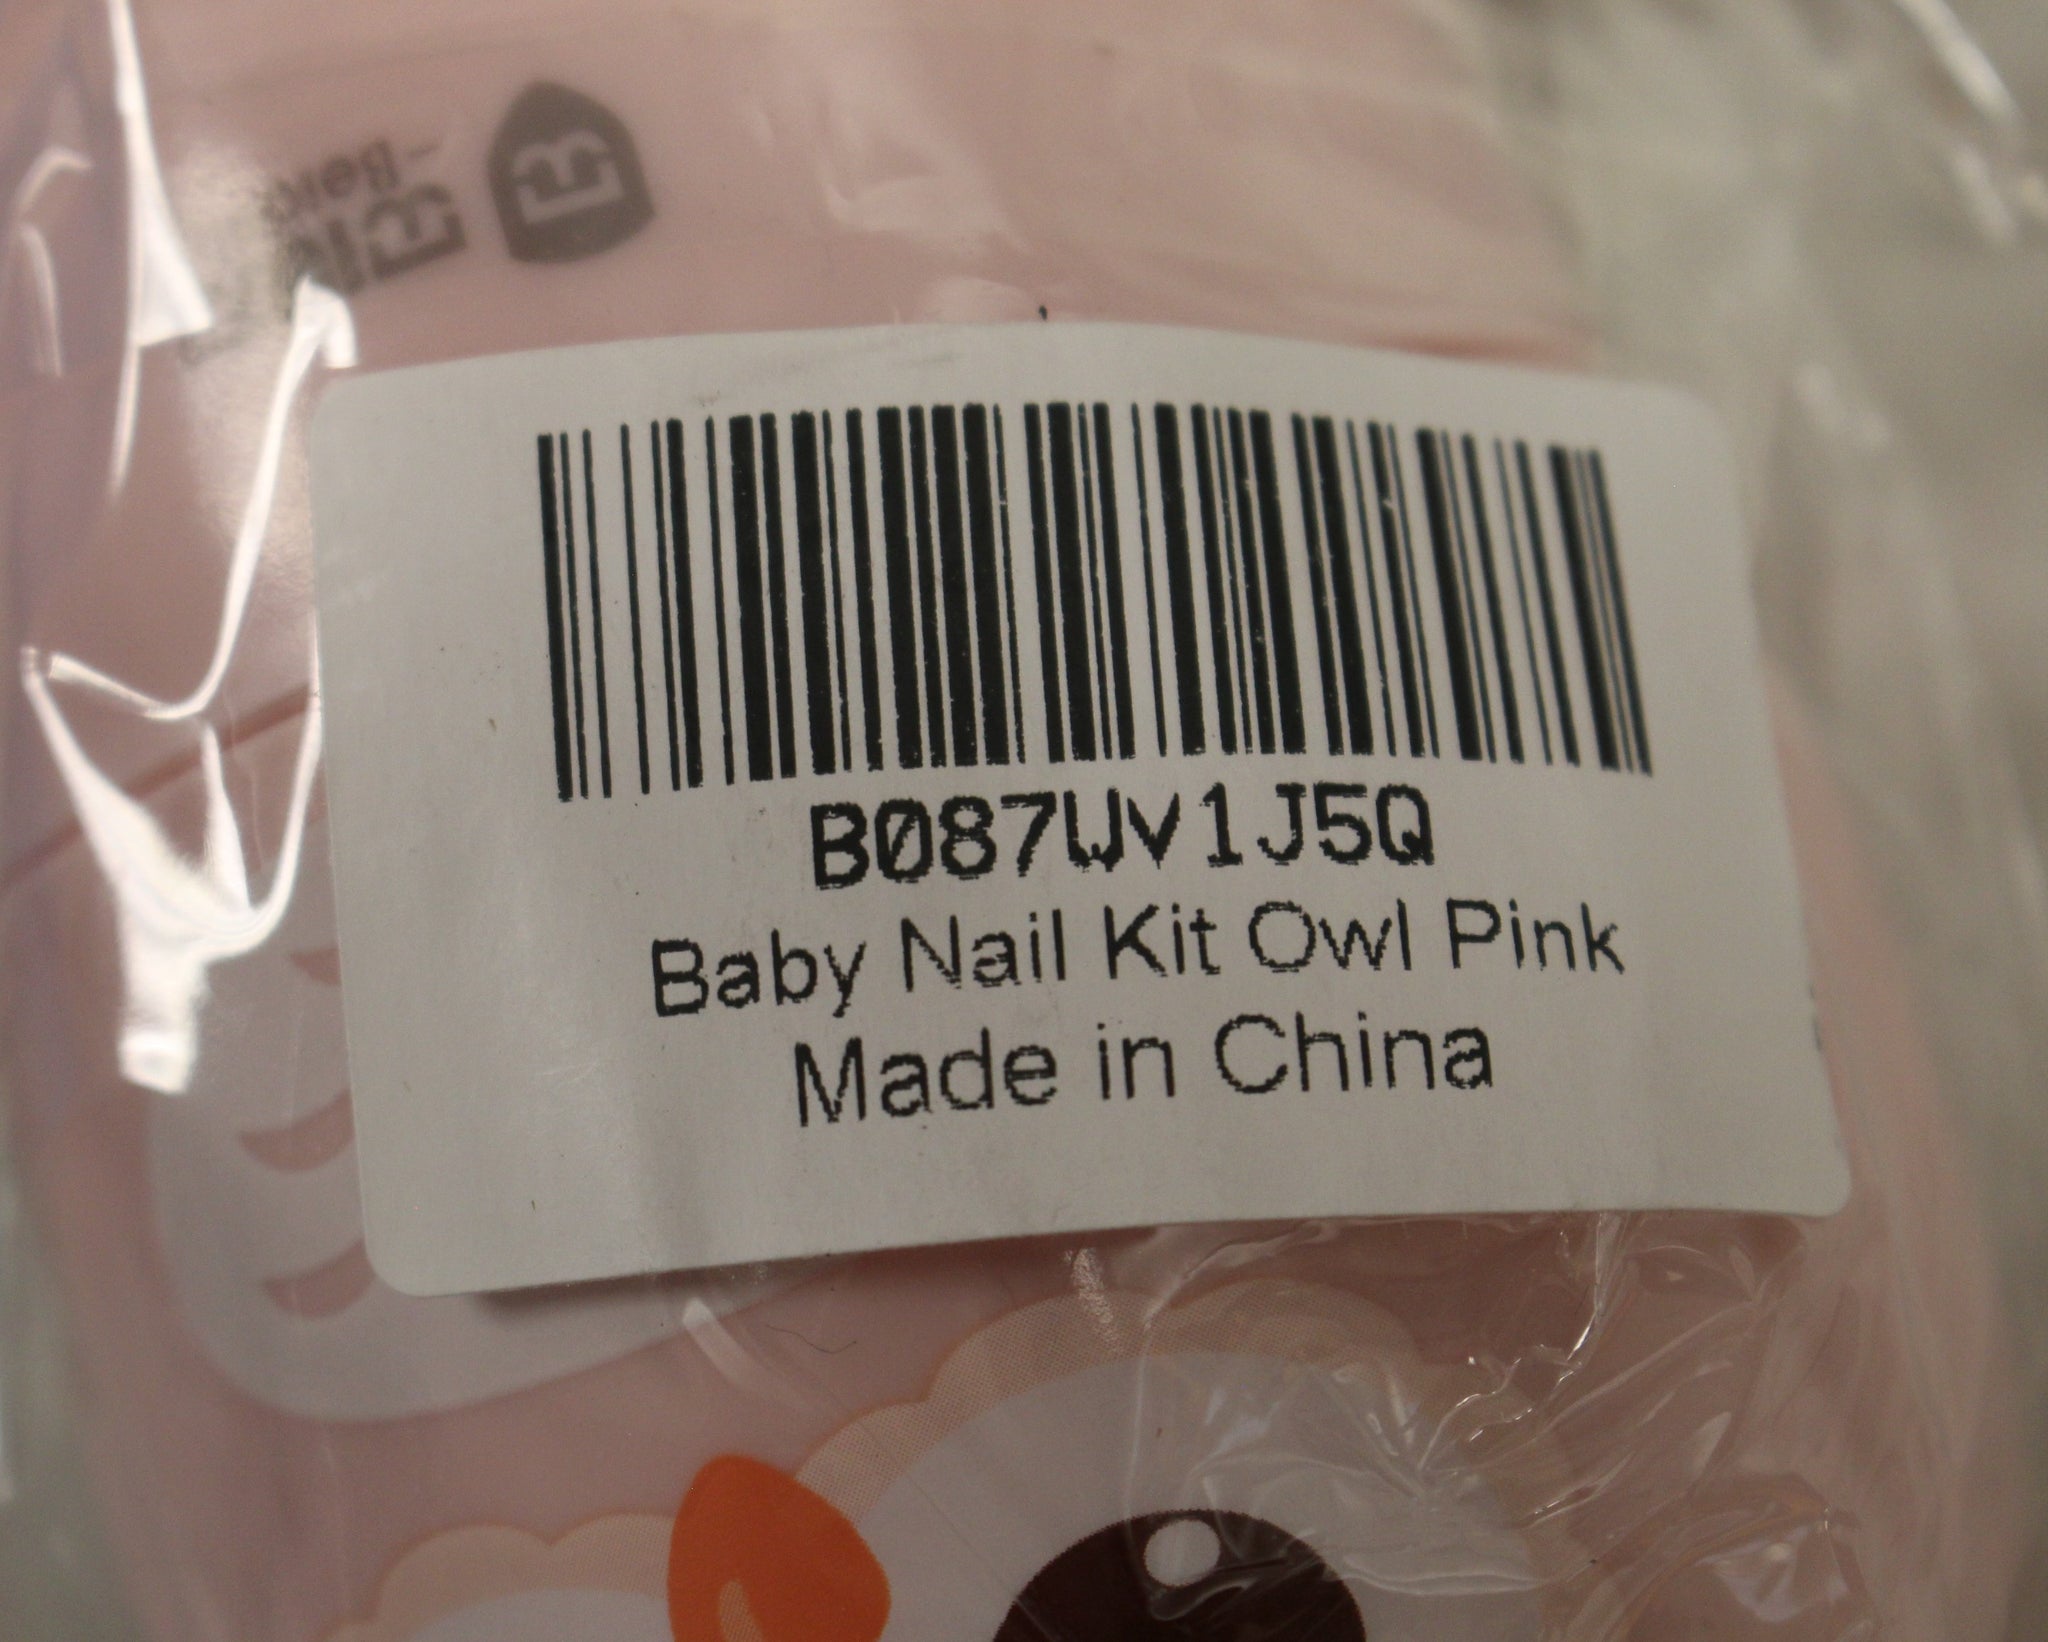 B087WV1J5Q
Baby Nail Kit Owl Pink
Made in China